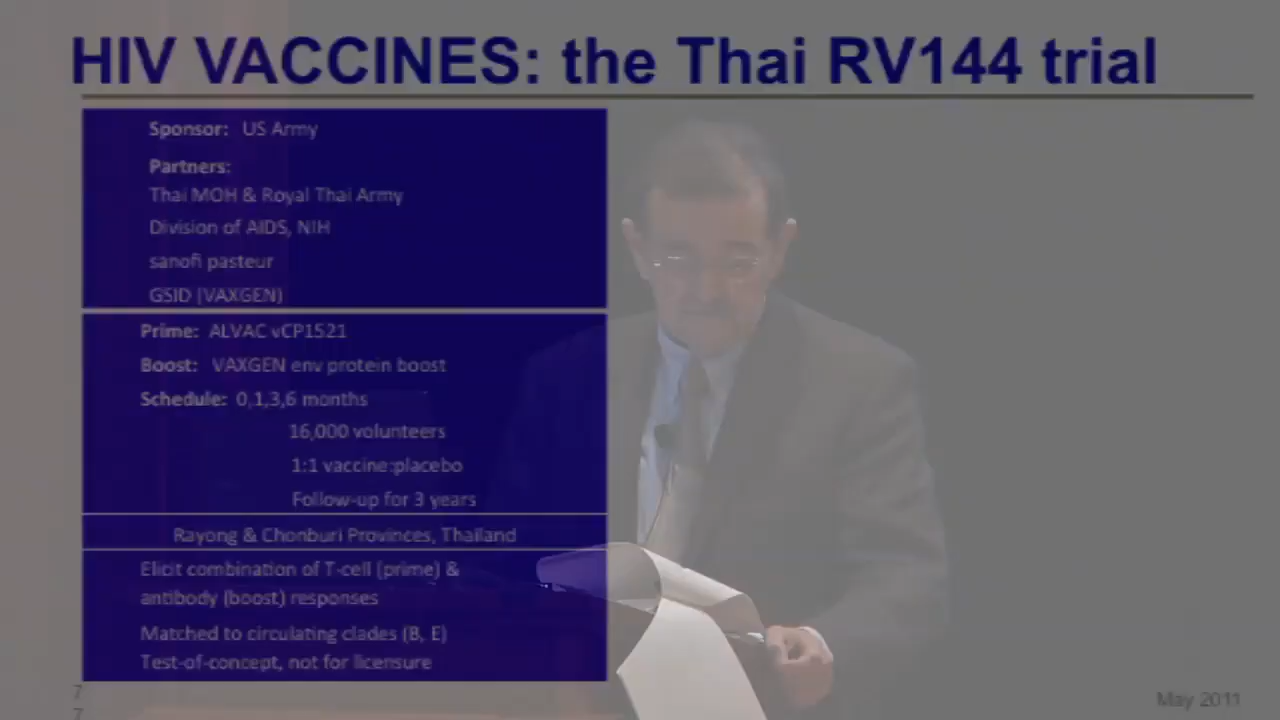 HIV VACCINES: the Thai RV144 trial
Sponsor: US Army
Partners:
Thai MOH & Royal Thai Army
Division of AIDS, NIH
sanofi pasteur
GSID (VAXGEN)
Prime: ALVAC vCP1521
Boost: VAXGEN env protein boost
Schedule: 0,1,3,6 months
16,000 volunteers
1:1 vaccine:placebo
Follow-up for 3 years
Rayong & Chonburi Provinces, Thailand
Elicit combination of T-cell (prime) &
antibody (boost) responses
Matched to circulating clades (B, E)
Test-of-concept, not for licensure
7
7
May 2011